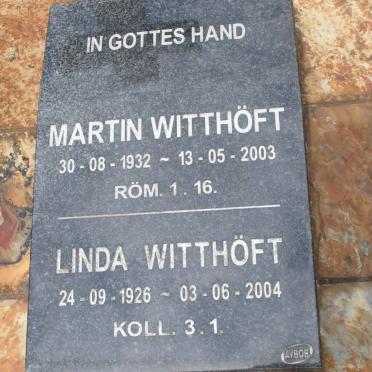 IN GOTTES HAND
MARTIN WITTHÖFT
30 - 08 - 1932 ~ 13 - 05 - 2003
RÖM. 1 . 16.
LINDA WITTHÖFT
24 - 09 - 1926 ~ 03 - 06 - 2004
KOLL. 3 . 1.
AVBOB